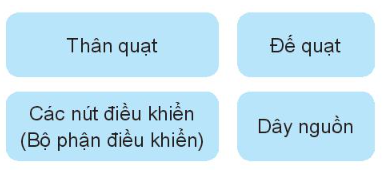 Thân quạt
Đế quạt
Các nút điều khiển
(Bộ phận điều khiển)
Dây nguồn